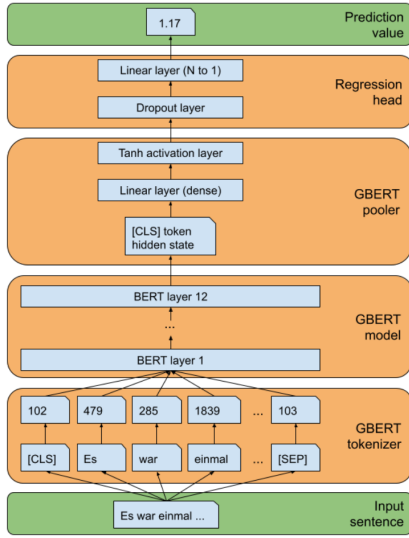 1.17
Prediction
value
Linear layer (N to 1)
Dropout layer
Regression
head
Tanh activation layer
Linear layer (dense)
[CLS] token
hidden state
GBERT
pooler
BERT layer 12
...
BERT layer 1
GBERT
model
102 479 285 1839 ... 103
[CLS] Es war einmal ... [SEP]
GBERT
tokenizer
Es war einmal ...
Input
sentence